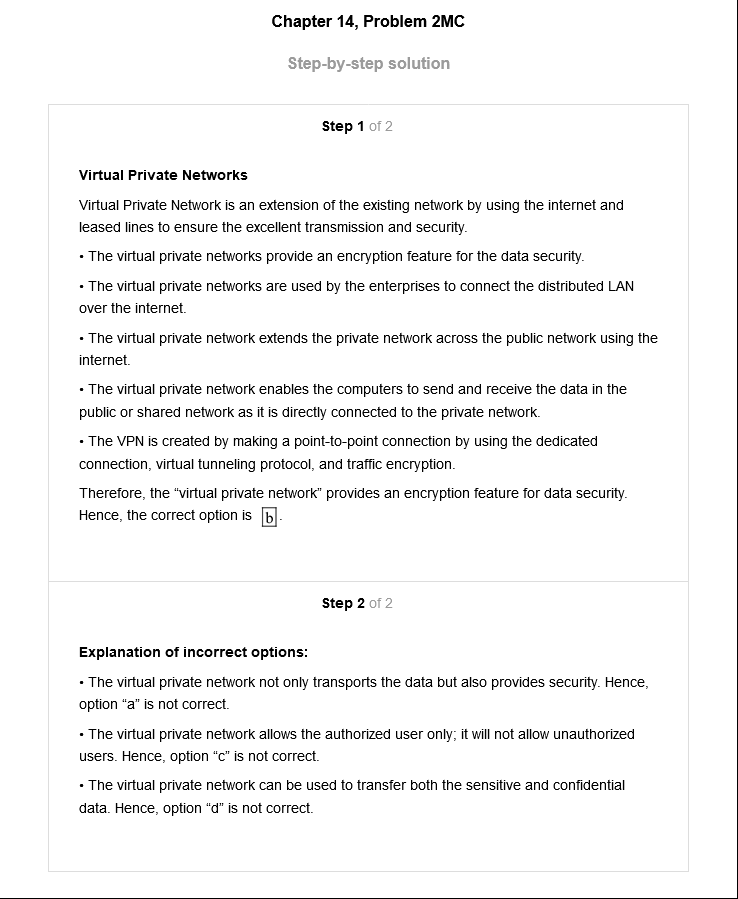 Chapter 14, Problem 2MC
Step-by-step solution
Step 1 of 2
Virtual Private Networks
Virtual Private Network is an extension of the existing network by using the internet and
leased lines to ensure the excellent transmission and security.
• The virtual private networks provide an encryption feature for the data security.
• The virtual private networks are used by the enterprises to connect the distributed LAN
over the internet.
• The virtual private network extends the private network across the public network using the
internet.
• The virtual private network enables the computers to send and receive the data in the
public or shared network as it is directly connected to the private network.
• The VPN is created by making a point-to-point connection by using the dedicated
connection, virtual tunneling protocol, and traffic encryption.
Therefore, the “virtual private network” provides an encryption feature for data security.
Hence, the correct option is b.
Step 2 of 2
Explanation of incorrect options:
• The virtual private network not only transports the data but also provides security. Hence,
option “a” is not correct.
• The virtual private network allows the authorized user only; it will not allow unauthorized
users. Hence, option “c” is not correct.
• The virtual private network can be used to transfer both the sensitive and confidential
data. Hence, option “d” is not correct.